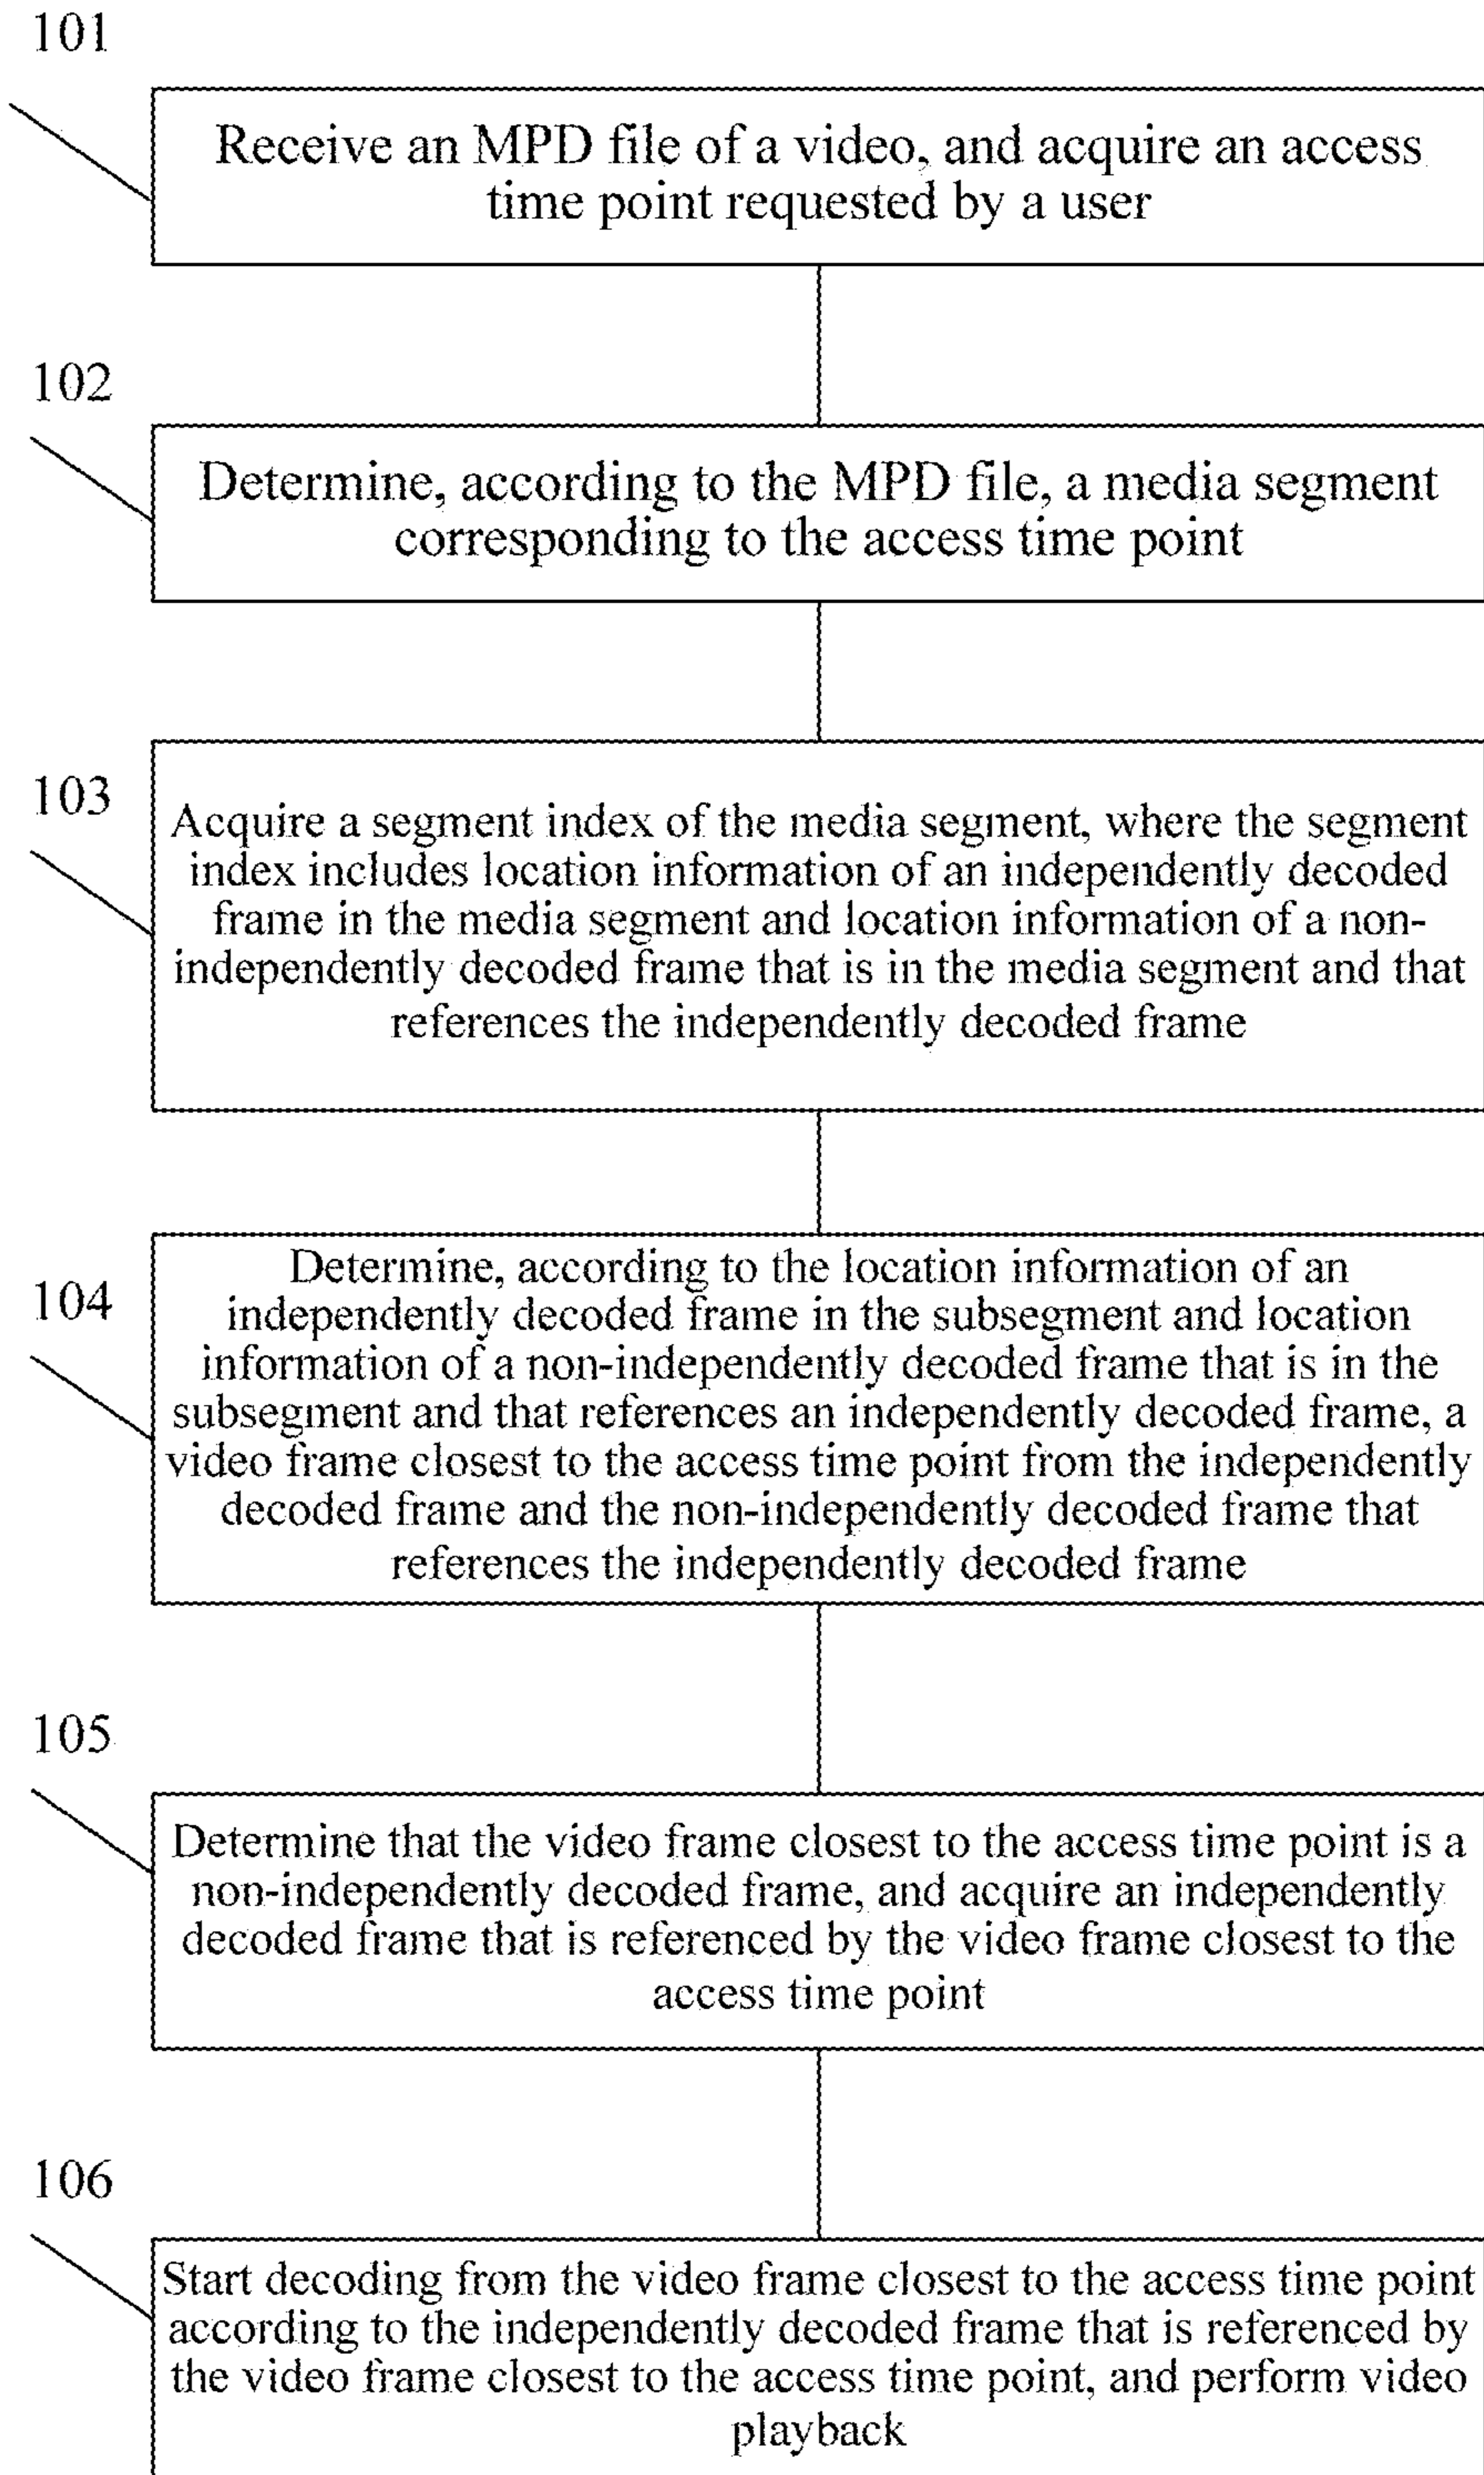 101
Receive an MPD file of a video, and acquire an access
time point requested by a user
102
Determine, according to the MPD file, a media segment
corresponding to the access time point
103
Acquire a segment index of the media segment, where the segment
index includes location information of an independently decoded
frame in the media segment and location information of a non-
independently decoded frame that is in the media segment and that
references the independently decoded frame
104
Determine, according to the location information of an
independently decoded frame in the subsegment and location
information of a non-independently decoded frame that is in the
subsegment and that references an independently decoded frame, a
video frame closest to the access time point from the independently
decoded frame and the non-independently decoded frame that
references the independently decoded frame
105
Determine that the video frame closest to the access time point is a
non-independently decoded frame, and acquire an independently
decoded frame that is referenced by the video frame closest to the
access time point
106
Start decoding from the video frame closest to the access time point
according to the independently decoded frame that is referenced by
the video frame closest to the access time point, and perform video
playback